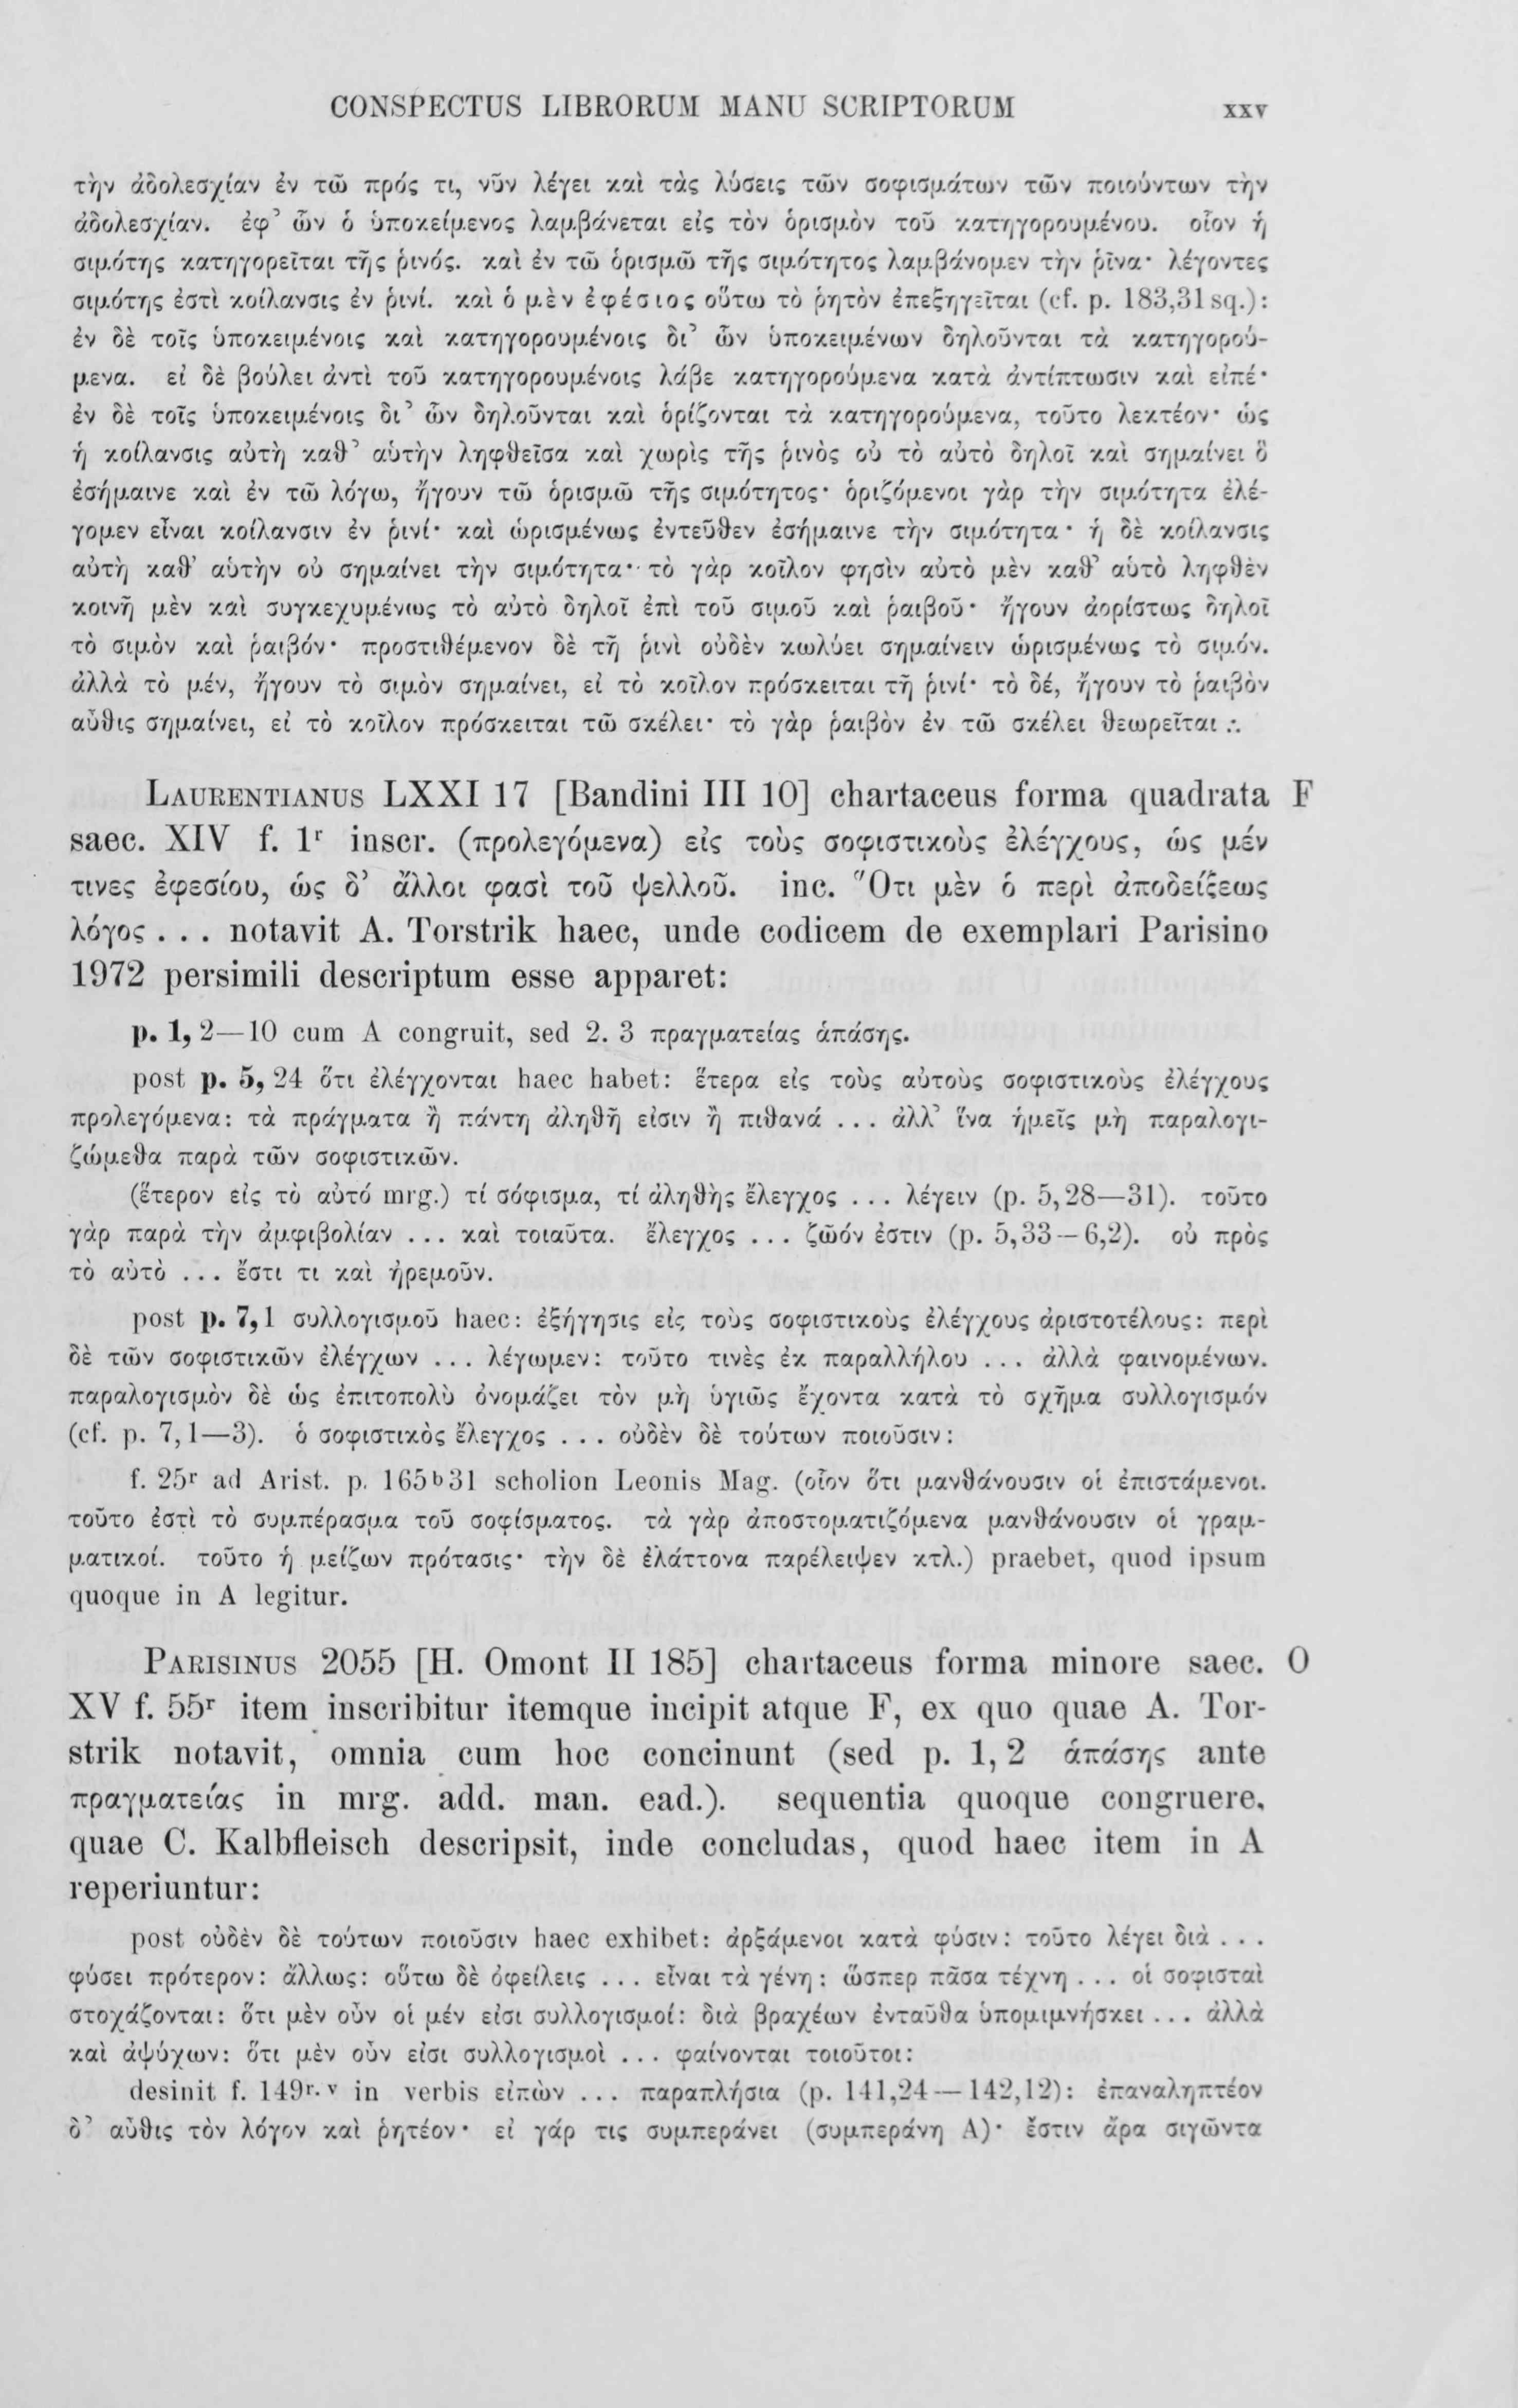 CONSPECTUS LIBRORUM MANU SCRIPTORUM xxv
τὴν ἀδολεσχίαν ἐν τῶ πρός τι, νῦν λέγει καὶ τὰς λύσεις τῶν σοφισμάτων τῶν ποιούντων τὴν
ἀδολεσχίαν. ἐφ᾽ ὧν ὁ ὑποκείμενος λαμβάνεται εἰς τὸν ὁρισμὸν τοῦ κατηγορουμένου. οἷον ἡ
σιμότης κατηγορεῖται τῆς ῥινός. καὶ ἐν τῶ ὁρισμῶ τῆς σιμότητος λαμβάνομεν τὴν ῥῖνα· λέγοντες
σιμότης ἐστὶ κοίλανσις ἐν ῥινί. καὶ ὁ μὲν ἐφέσιος οὕτω τὸ ῥητὸν ἐπεξηγεῖται (cf. p. 183,31 sq.):
ἐν δὲ τοῖς ὑποκειμένοις καὶ κατηγορουμένοις δι᾽ ὧν ὑποκειμένων δηλοῦνται τὰ κατηγορού-
μενα. εἰ δὲ βούλει ἀντὶ τοῦ κατηγορουμένοις λάβε κατηγορούμενα κατὰ ἀντίπτωσιν καὶ εἰπέ·
ἐν δὲ τοῖς ὑποκειμένοις δι᾽ ὧν δηλοῦνται καὶ ὁρίζονται τὰ κατηγορούμενα, τοῦτο λεκτέον· ὡς
ἡ κοίλανσις αὐτὴ καθ᾽ αὑτὴν ληφθεῖσα καὶ χωρὶς τῆς ῥινὸς οὐ τὸ αὐτὸ δηλοῖ καὶ σημαίνει ὃ
ἐσήμαινε καὶ ἐν τῶ λόγω, ἤγουν τῶ ὁρισμῶ τῆς σιμότητος· ὁριζόμενοι γὰρ τὴν σιμότητα ἐλέ-
γομεν εἶναι κοίλανσιν ἐν ῥινί· καὶ ὡρισμένως ἐντεῦθεν ἐσήμαινε τὴν σιμότητα· ἡ δὲ κοίλανσις
αὐτὴ καθ᾽ αὑτὴν οὐ σημαίνει τὴν σιμότητα· τὸ γὰρ κοῖλον φησὶν αὐτὸ μὲν καθ᾽ αὑτὸ ληφθὲν
κοινῆ μὲν καὶ συγκεχυμένως τὸ αὐτὸ δηλοῖ ἐπὶ τοῦ σιμοῦ καὶ ῥαιβοῦ· ἤγουν ἀορίστως δηλοῖ
τὸ σιμὸν καὶ ῥαιβόν· προστιθέμενον δὲ τῆ ῥινὶ οὐδὲν κωλύει σημαίνειν ὡρισμένως τὸ σιμόν.
ἀλλὰ τὸ μέν, ἤγουν τὸ σιμὸν σημαίνει, εἰ τὸ κοῖλον πρόσκειται τῆ ῥινί· τὸ δέ, ἤγουν τὸ ῥαιβὸν
αὖθις σημαίνει, εἰ τὸ κοῖλον πρόσκειται τῶ σκέλει· τὸ γὰρ ῥαιβὸν ἐν τῶ σκέλει θεωρεῖται ∴
LAURENTIANUS LXXI 17 [Bandini III 10] chartaceus forma quadrata F
saec. XIV f. 1ʳ inscr. (προλεγόμενα) εἰς τοὺς σοφιστικοὺς ἐλέγχους, ὡς μέν
τινες ἐφεσίου, ὡς δ᾽ ἄλλοι φασὶ τοῦ ψελλοῦ. inc. Ὅτι μὲν ὁ περὶ ἀποδείξεως
λόγος . . . notavit A. Torstrik haec, unde codicem de exemplari Parisino
1972 persimili descriptum esse apparet:
p. 1, 2—10 cum A congruit, sed 2. 3 πραγματείας ἁπάσης.
post p. 5, 24 ὅτι ἐλέγχονται haec habet: ἕτερα εἰς τοὺς αὐτοὺς σοφιστικοὺς ἐλέγχους
προλεγόμενα: τὰ πράγματα ἢ πάντη ἀληθῆ εἰσιν ἢ πιθανά . . . ἀλλ᾽ ἵνα ἡμεῖς μὴ παραλογι-
ζώμεθα παρὰ τῶν σοφιστικῶν.
(ἕτερον εἰς τὸ αὐτό mrg.) τί σόφισμα, τί ἀληθὴς ἔλεγχος . . . λέγειν (p. 5, 28—31). τοῦτο
γὰρ παρὰ τὴν ἀμφιβολίαν . . . καὶ τοιαῦτα. ἔλεγχος . . . ζῶόν ἐστιν (p. 5,33—6,2). οὐ πρὸς
τὸ αὐτὸ . . . ἔστι τι καὶ ἠρεμοῦν.
post p. 7,1 συλλογισμοῦ haec: ἐξήγησις εἰς τοὺς σοφιστικοὺς ἐλέγχους ἀριστοτέλους: περὶ
δὲ τῶν σοφιστικῶν ἐλέγχων . . . λέγωμεν: τοῦτο τινὲς ἐκ παραλλήλου . . . ἀλλὰ φαινομένων.
παραλογισμὸν δὲ ὡς ἐπιτοπολὺ ὀνομάζει τὸν μὴ ὑγιῶς ἔχοντα κατὰ τὸ σχῆμα συλλογισμόν
(cf. p. 7, 1—3). ὁ σοφιστικὸς ἔλεγχος . . . οὐδὲν δὲ τούτων ποιοῦσιν:
f. 25ʳ ad Arist. p. 165ᵇ31 scholion Leonis Mag. (οἷον ὅτι μανθάνουσιν οἱ ἐπιστάμενοι.
τοῦτο ἐστὶ τὸ συμπέρασμα τοῦ σοφίσματος. τὰ γὰρ ἀποστοματιζόμενα μανθάνουσιν οἱ γραμ-
ματικοί. τοῦτο ἡ μείζων πρότασις· τὴν δὲ ἐλάττονα παρέλειψεν κτλ.) praebet, quod ipsum
quoque in A legitur.
PARISINUS 2055 [H. Omont II 185] chartaceus forma minore saec. O
XV f. 55ʳ item inscribitur itemque incipit atque F, ex quo quae A. Tor-
strik notavit, omnia cum hoc concinunt (sed p. 1, 2 ἁπάσης ante
πραγματείας in mrg. add. man. ead.). sequentia quoque congruere,
quae C. Kalbfleisch descripsit, inde concludas, quod haec item in A
reperiuntur:
post οὐδὲν δὲ τούτων ποιοῦσιν haec exhibet: ἀρξάμενοι κατὰ φύσιν: τοῦτο λέγει διὰ . . .
φύσει πρότερον: ἄλλως: οὕτω δὲ ὀφείλεις . . . εἶναι τὰ γένη: ὥσπερ πᾶσα τέχνη . . . οἱ σοφισταὶ
στοχάζονται: ὅτι μὲν οὖν οἱ μέν εἰσι συλλογισμοί: διὰ βραχέων ἐνταῦθα ὑπομιμνήσκει . . . ἀλλὰ
καὶ ἀψύχων: ὅτι μὲν οὖν εἰσι συλλογισμοὶ . . . φαίνονται τοιοῦτοι:
desinit f. 149ʳ·ᵛ in verbis εἰπὼν . . . παραπλήσια (p. 141,24—142,12): ἐπαναληπτέον
δ᾽ αὖθις τὸν λόγον καὶ ῥητέον· εἰ γάρ τις συμπεράνει (συμπεράνη A)· ἔστιν ἄρα σιγῶντα